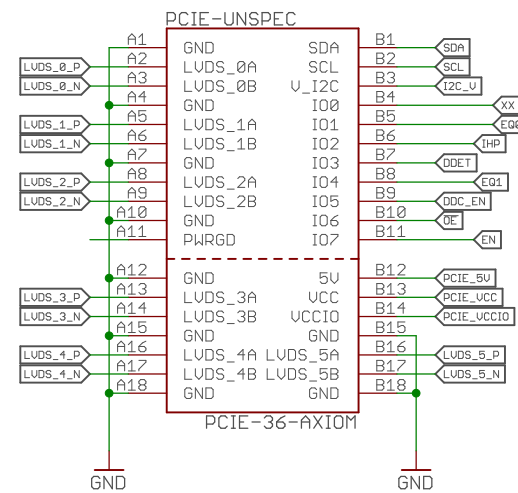 PCIE-UNSPEC
A1 GND SDA B1 SDA
LVDS_0_P A2 LVDS_0A SCL B2 SCL
LVDS_0_N A3 LVDS_0B V_I2C B3 I2C_V
A4 GND IO0 B4 XX
LVDS_1_P A5 LVDS_1A IO1 B5 EQ0
LVDS_1_N A6 LVDS_1B IO2 B6 IHP
A7 GND IO3 B7 DDET
LVDS_2_P A8 LVDS_2A IO4 B8 EQ1
LVDS_2_N A9 LVDS_2B IO5 B9 DDC_EN
A10 GND IO6 B10 OE
A11 PWRGD IO7 B11 EN
A12 GND 5V B12 PCIE_5V
LVDS_3_P A13 LVDS_3A VCC B13 PCIE_VCC
LVDS_3_N A14 LVDS_3B VCCIO B14 PCIE_VCCIO
A15 GND GND B15
LVDS_4_P A16 LVDS_4A LVDS_5A B16 LVDS_5_P
LVDS_4_N A17 LVDS_4B LVDS_5B B17 LVDS_5_N
A18 GND GND B18
PCIE-36-AXIOM
GND GND